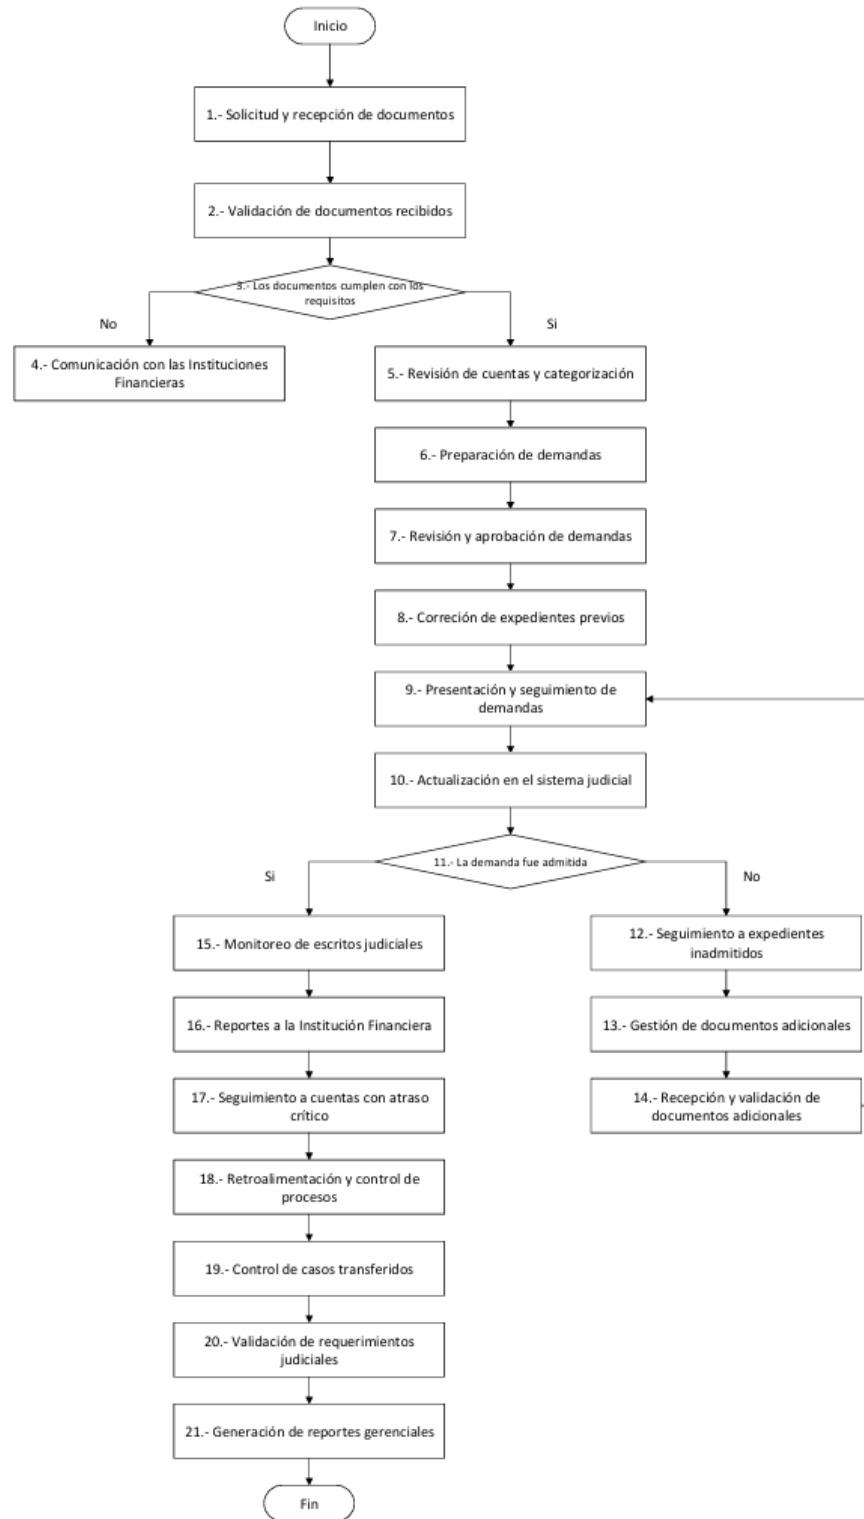 Inicio
1.- Solicitud y recepción de documentos
2.- Validación de documentos recibidos
3.- Los documentos cumplen con los
requisitos
No
Si
4.- Comunicación con las Instituciones
Financieras
5.- Revisión de cuentas y categorización
6.- Preparación de demandas
7.- Revisión y aprobación de demandas
8.- Correción de expedientes previos
9.- Presentación y seguimiento de
demandas
10.- Actualización en el sistema judicial
11.- La demanda fue admitida
Si
No
15.- Monitoreo de escritos judiciales
12.- Seguimiento a expedientes
inadmitidos
16.- Reportes a la Institución Financiera
13.- Gestión de documentos adicionales
17.- Seguimiento a cuentas con atraso
crítico
14.- Recepción y validación de
documentos adicionales
18.- Retroalimentación y control de
procesos
19.- Control de casos transferidos
20.- Validación de requerimientos
judiciales
21.- Generación de reportes gerenciales
Fin